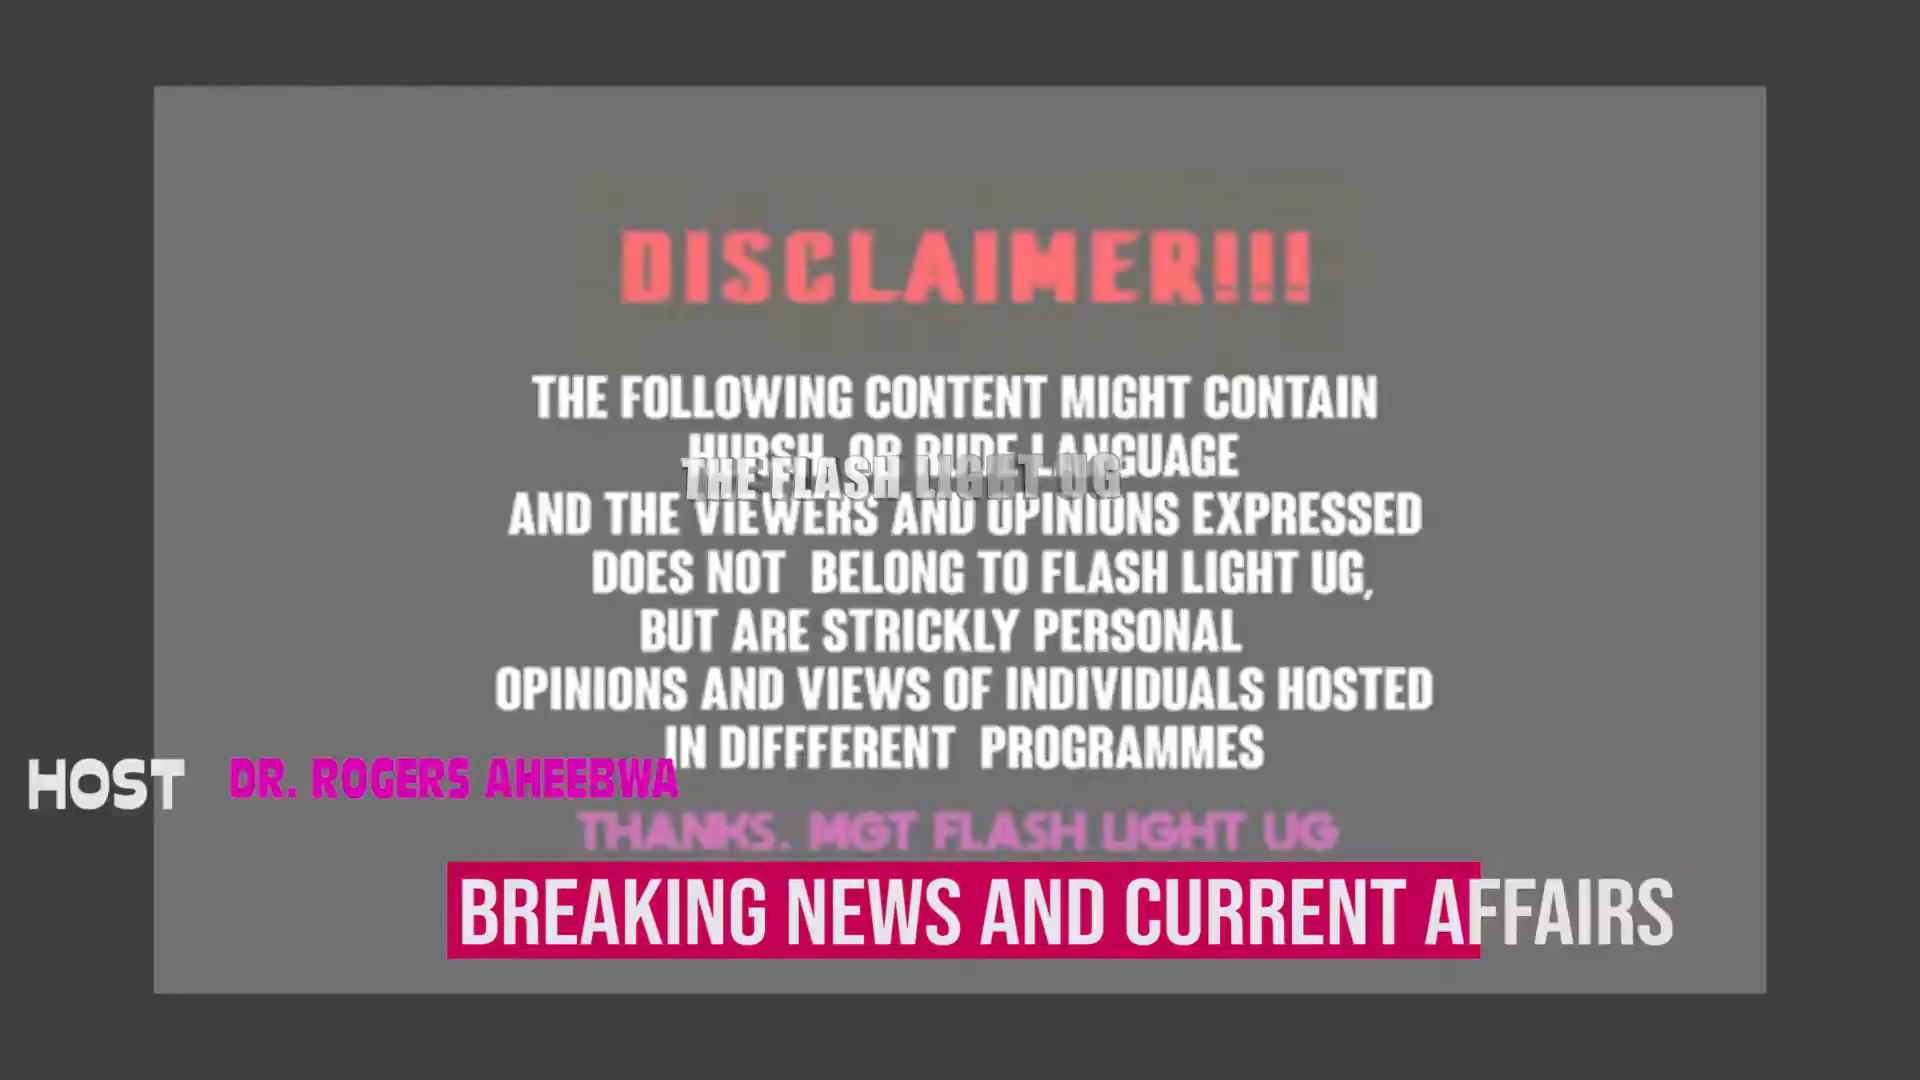 DISCLAIMER!!!
THE FOLLOWING CONTENT MIGHT CONTAIN
HURSH, OR RUDE LANGUAGE
THE FLASH LIGHT UG
AND THE VIEWERS AND OPINIONS EXPRESSED
DOES NOT BELONG TO FLASH LIGHT UG,
BUT ARE STRICKLY PERSONAL
OPINIONS AND VIEWS OF INDIVIDUALS HOSTED
IN DIFFFERENT PROGRAMMES
HOST DR. ROGERS AHEEBWA
THANKS. MGT FLASH LIGHT UG
BREAKING NEWS AND CURRENT AFFAIRS